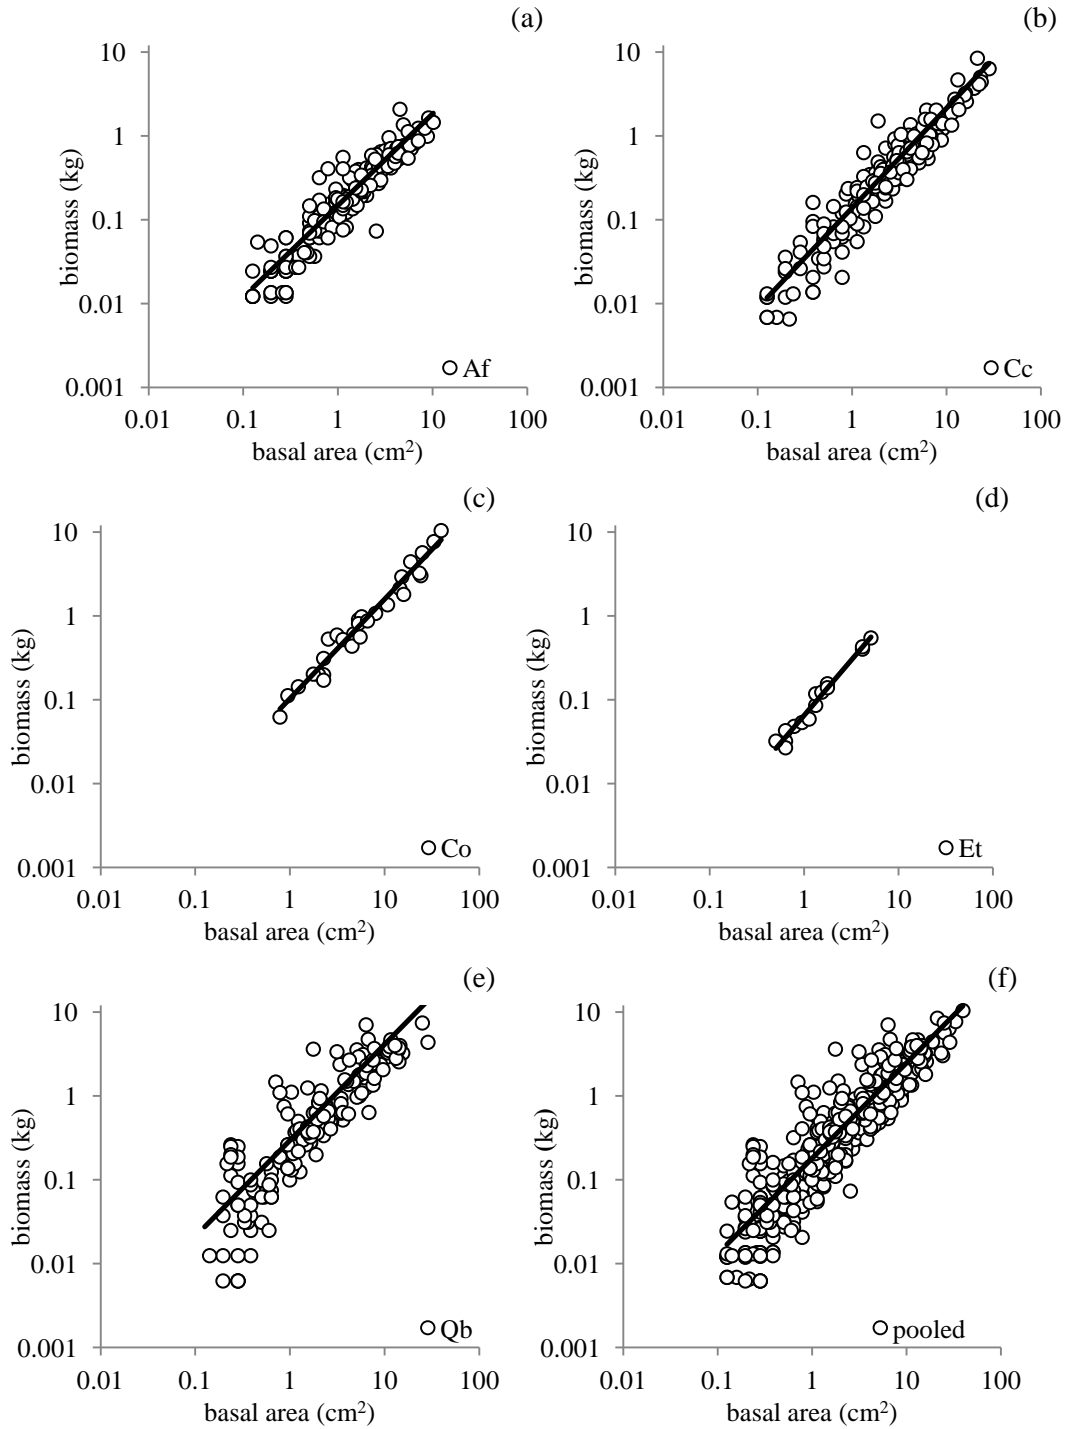 (a)
10
1
0.1
0.01
0.001
biomass (kg)
Af
0.01 0.1 1 10 100
basal area (cm²)
(b)
10
1
0.1
0.01
0.001
biomass (kg)
Cc
0.01 0.1 1 10 100
basal area (cm²)
(c)
10
1
0.1
0.01
0.001
biomass (kg)
Co
0.01 0.1 1 10 100
basal area (cm²)
(d)
10
1
0.1
0.01
0.001
biomass (kg)
Et
0.01 0.1 1 10 100
basal area (cm²)
(e)
10
1
0.1
0.01
0.001
biomass (kg)
Qb
0.01 0.1 1 10 100
basal area (cm²)
(f)
10
1
0.1
0.01
0.001
biomass (kg)
pooled
0.01 0.1 1 10 100
basal area (cm²)